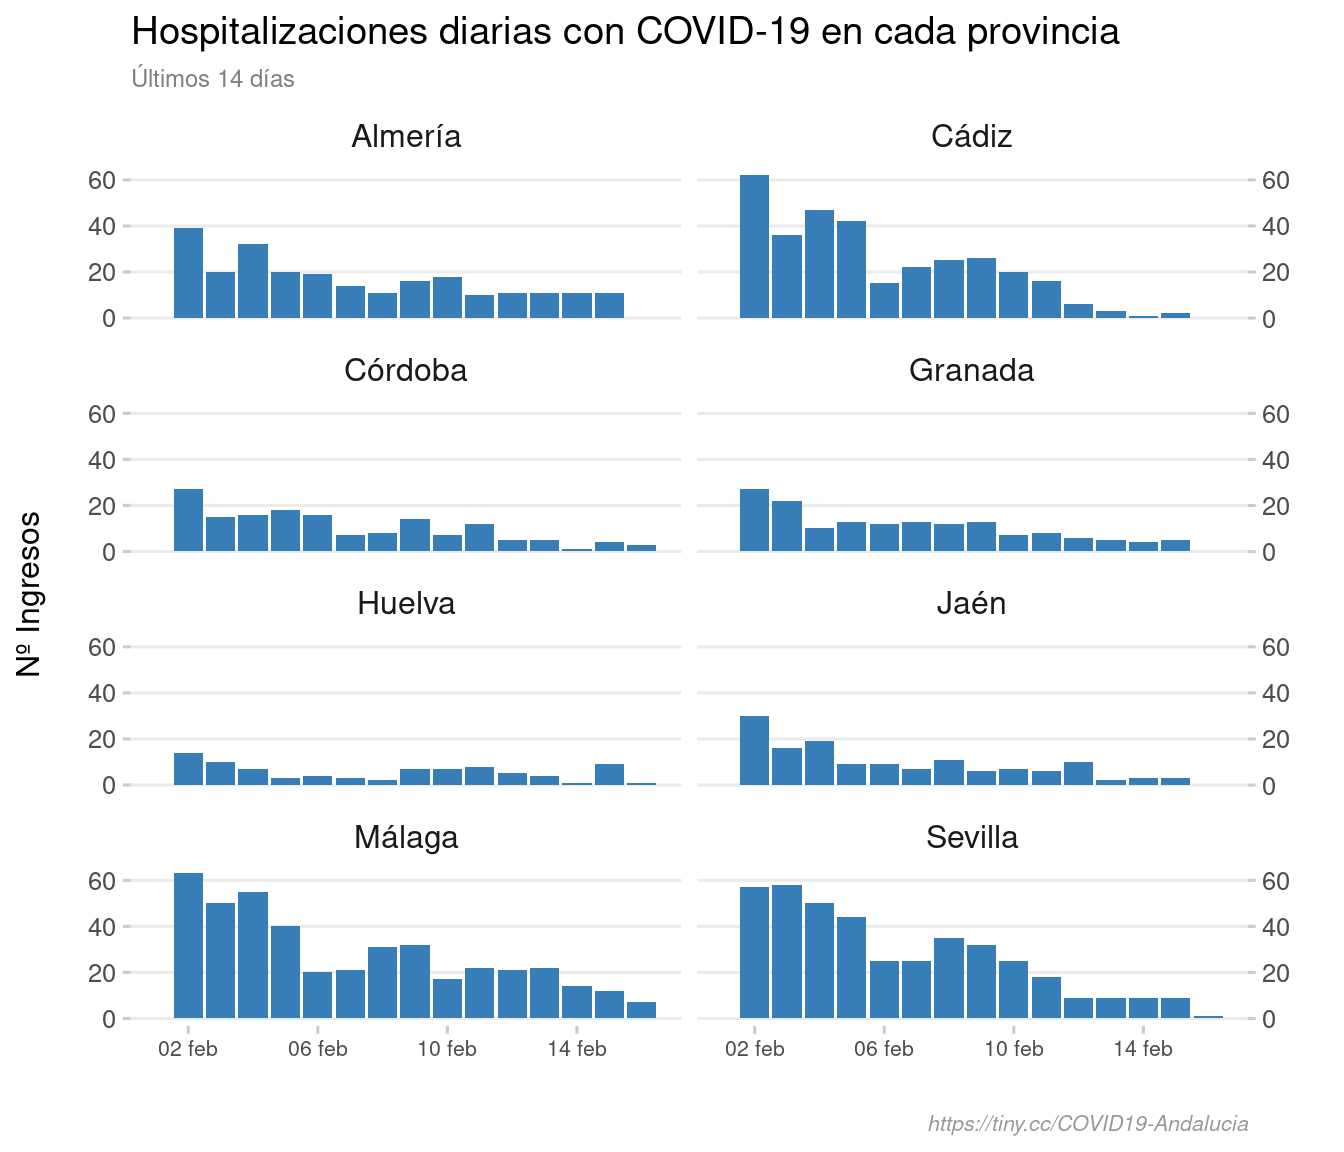 Hospitalizaciones diarias con COVID-19 en cada provincia
Últimos 14 días
Almería
Cádiz
60
40
20
0
60
40
20
0
Córdoba
Granada
60
40
20
0
60
40
20
0
Nº Ingresos
Huelva
Jaén
60
40
20
0
60
40
20
0
Málaga
Sevilla
60
40
20
0
60
40
20
0
02 feb 06 feb 10 feb 14 feb
02 feb 06 feb 10 feb 14 feb
https://tiny.cc/COVID19-Andalucia